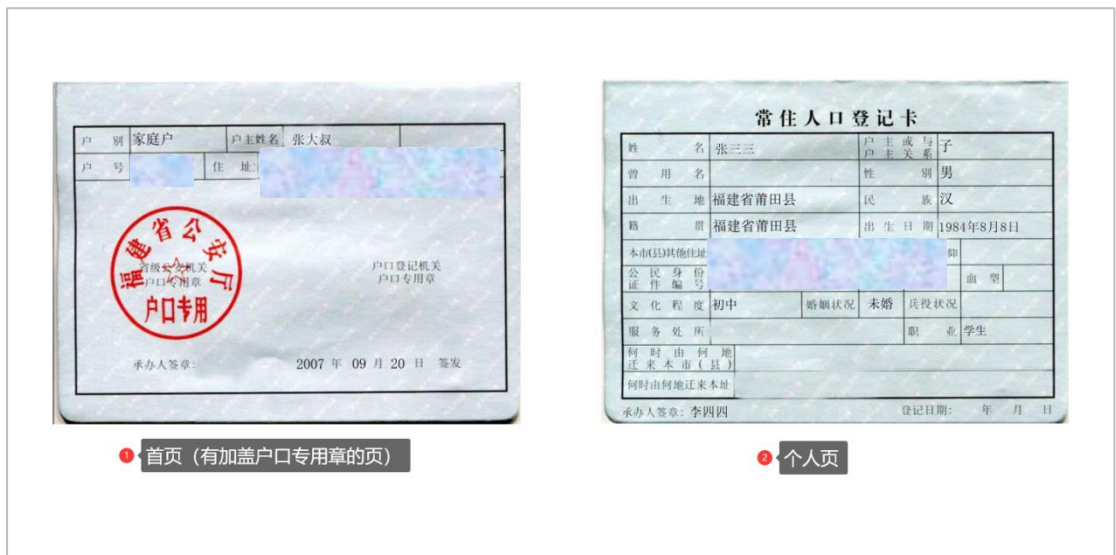 户 别 家庭户 户主姓名 张大叔
户 号 住 址:
福建省公安厅
户口专用
省级公安机关
户口专用章
户口登记机关
户口专用章
承办人签章: 2007 年 09 月 20 日 签发
1 首页（有加盖户口专用章的页）
常住人口登记卡
姓 名 张三三 户主或与户主关系 子
曾用名 性 别 男
出生地 福建省莆田县 民 族 汉
籍 贯 福建省莆田县 出生日期 1984年8月8日
本市(县)其他住址 仰
公民身份证件编号 血 型
文化程度 初中 婚姻状况 未婚 兵役状况
服务处所 职 业 学生
何时由何地迁来本市(县)
何时由何地迁来本址
承办人签章: 李四四 登记日期: 年 月 日
2 个人页